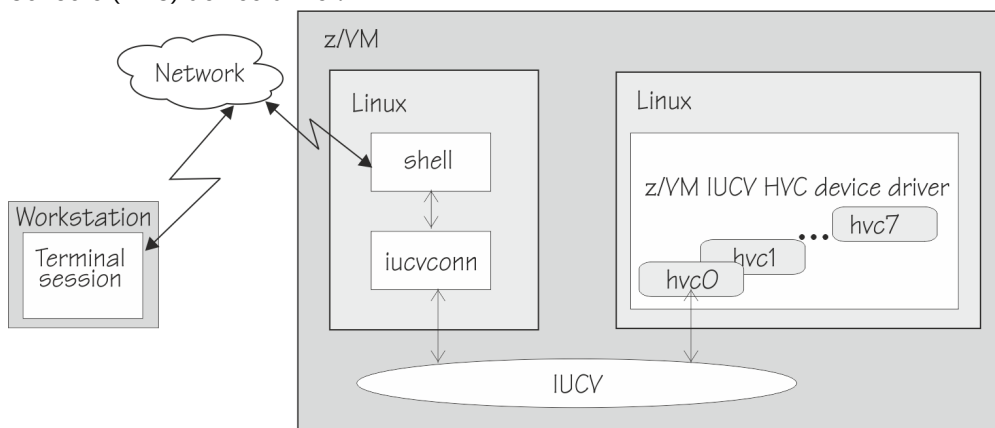 z/VM
Network
Linux
Linux
shell
z/VM IUCV HVC device driver
hvc7
...
hvc1
hvc0
Workstation
Terminal
session
iucvconn
IUCV